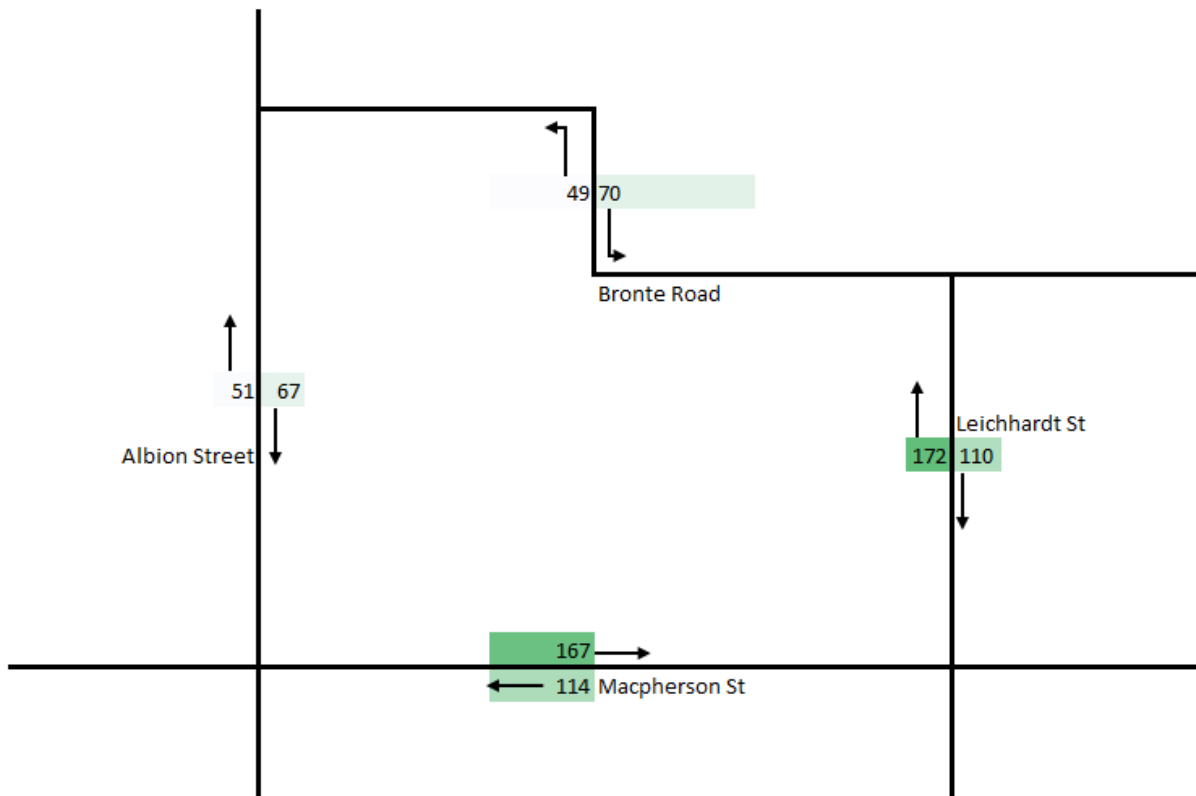 49 70
Bronte Road
51 67
Leichhardt St
Albion Street
172 110
167
114 Macpherson St